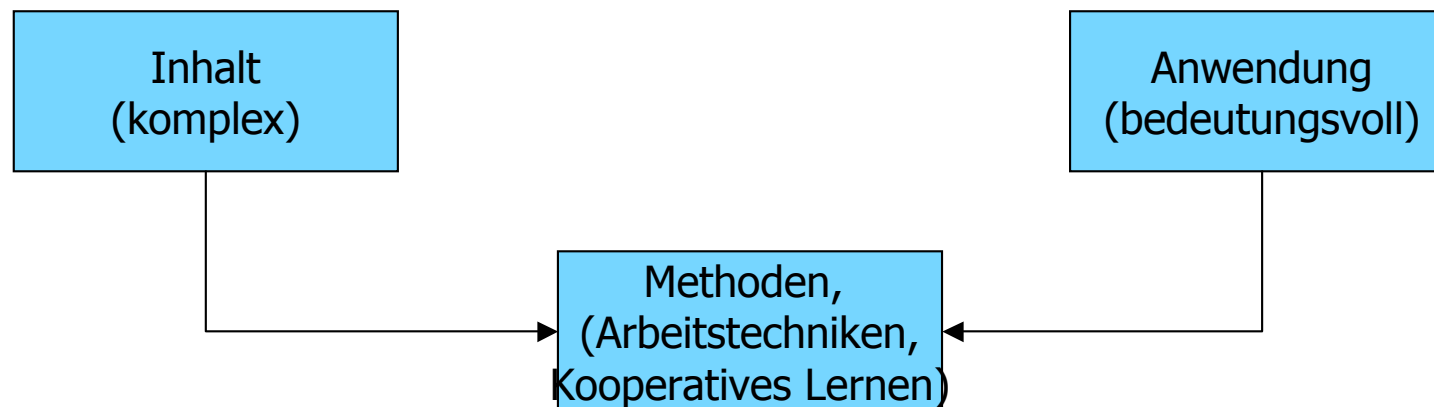 Inhalt
(komplex)
Anwendung
(bedeutungsvoll)
Methoden,
(Arbeitstechniken,
Kooperatives Lernen)